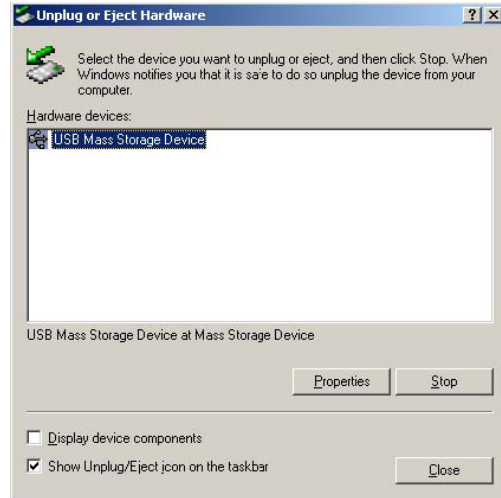 Unplug or Eject Hardware
Select the device you want to unplug or eject, and then click Stop. When
Windows notifies you that it is safe to do so unplug the device from your
computer.
Hardware devices:
USB Mass Storage Device
USB Mass Storage Device at Mass Storage Device
Properties
Stop
Display device components
Show Unplug/Eject icon on the taskbar
Close